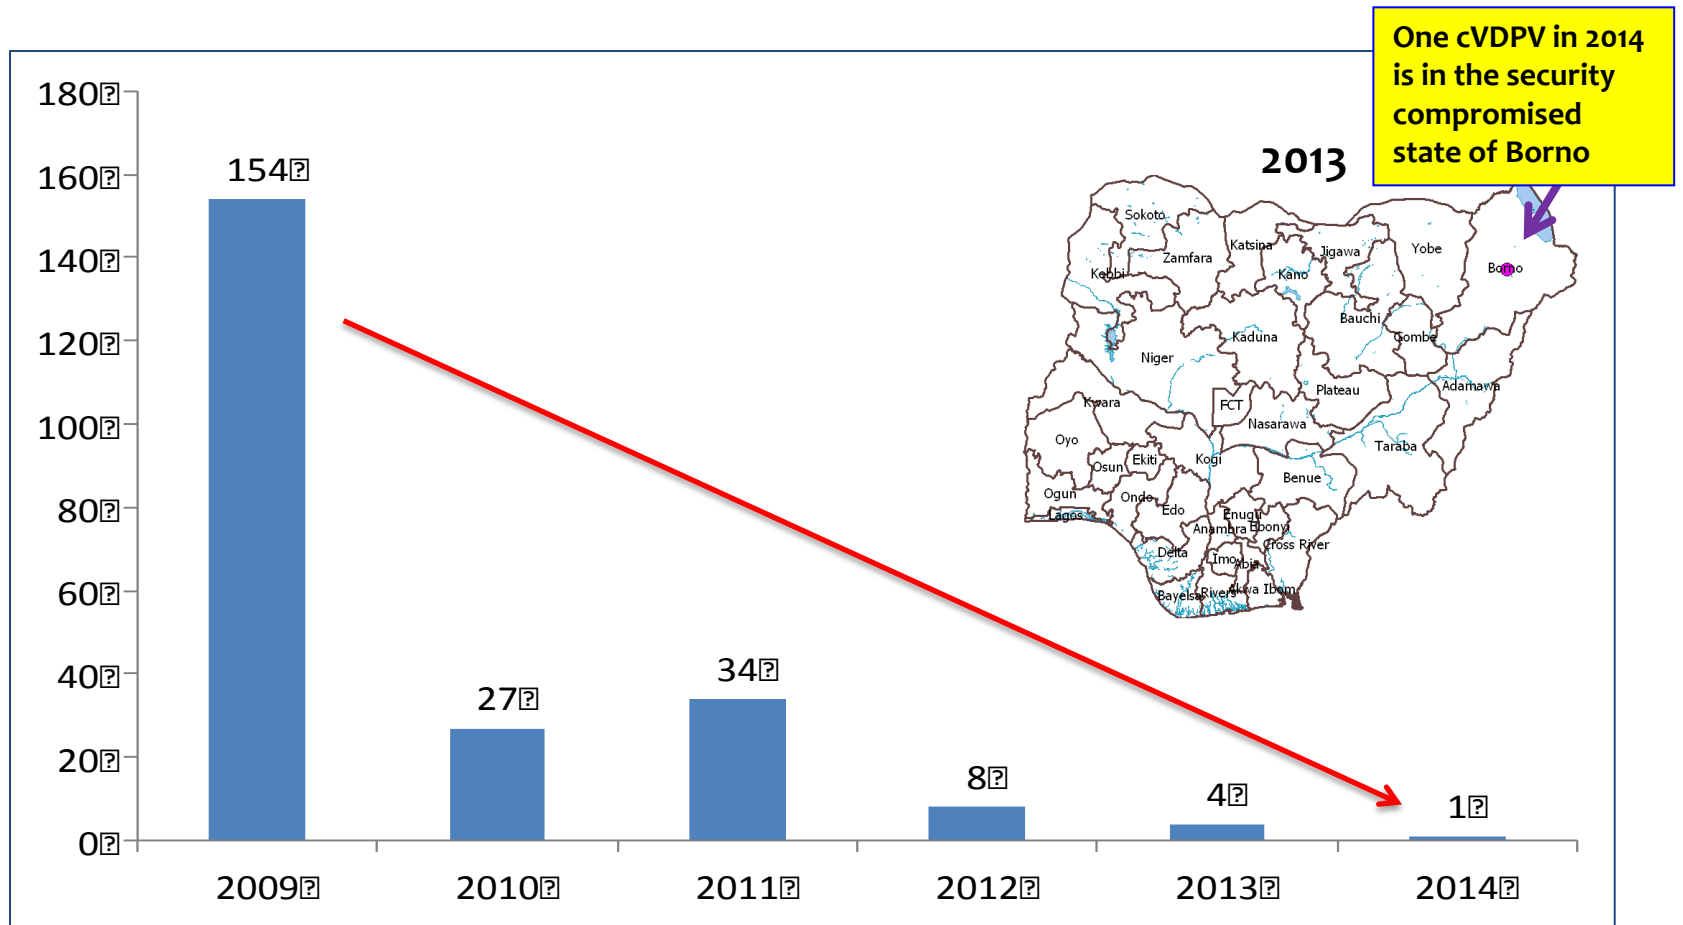 One cVDPV in 2014
is in the security
compromised
state of Borno
180⍰
160⍰
140⍰
120⍰
100⍰
80⍰
60⍰
40⍰
20⍰
0⍰
154⍰
27⍰
34⍰
8⍰
4⍰
1⍰
2009⍰
2010⍰
2011⍰
2012⍰
2013⍰
2014⍰
2013
Sokoto
Katsina
Jigawa
Yobe
Zamfara
Kebbi
Kano
Borno
Bauchi
Kaduna
Gombe
Niger
Adamawa
Plateau
Kwara
FCT
Nasarawa
Oyo
Taraba
Osun
Ekiti
Kogi
Benue
Ogun
Ondo
Edo
Lagos
Enugu
Anambra
Ebonyi
Cross River
Delta
Imo
Abia
Bayelsa
Rivers
Akwa Ibom